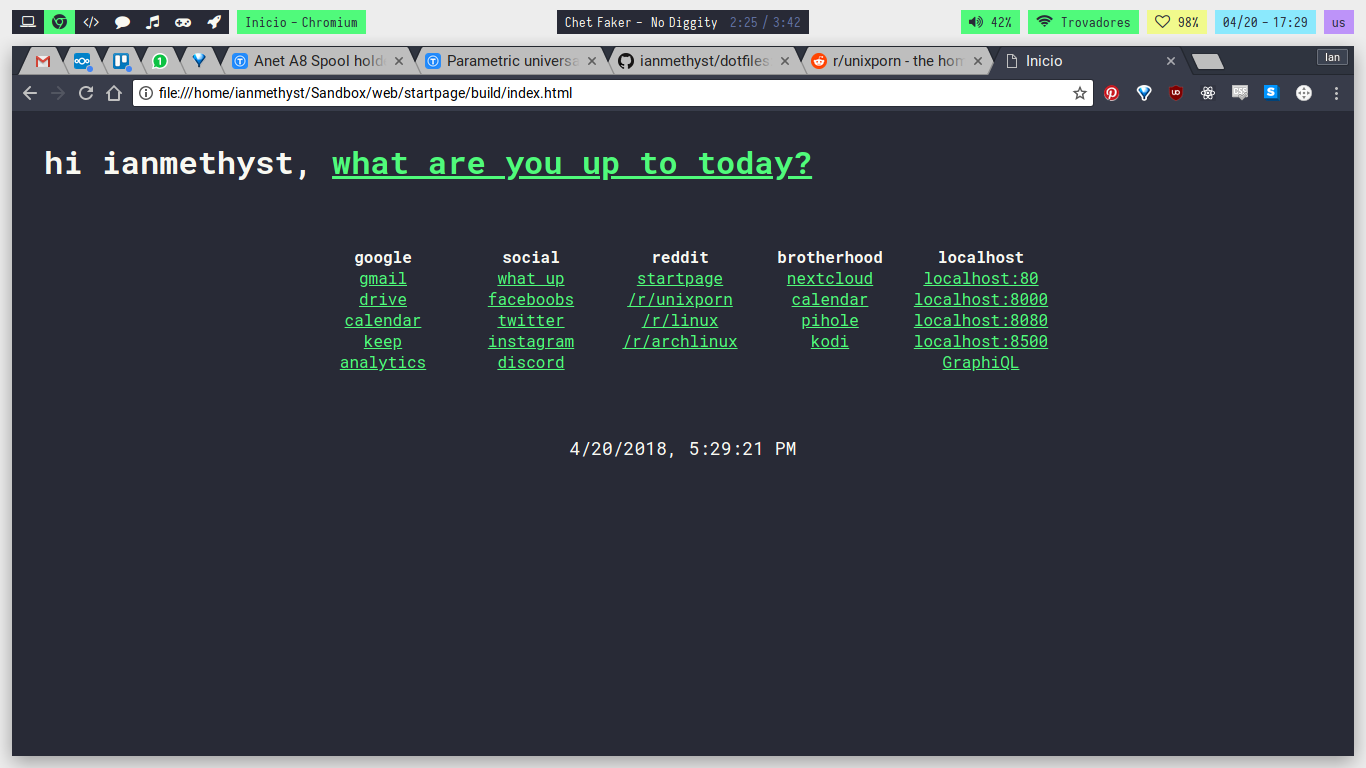 Inicio – Chromium Chet Faker – No Diggity 2:25 / 3:42 42% Trovadores 98% 04/20 – 17:29 us
1 Anet A8 Spool hold Parametric universa ianmethyst/dotfiles r/unixporn - the hom Inicio Ian
file:///home/ianmethyst/Sandbox/web/startpage/build/index.html
hi ianmethyst, what are you up to today?
google social reddit brotherhood localhost
gmail what up startpage nextcloud localhost:80
drive faceboobs /r/unixporn calendar localhost:8000
calendar twitter /r/linux pihole localhost:8080
keep instagram /r/archlinux kodi localhost:8500
analytics discord GraphiQL
4/20/2018, 5:29:21 PM